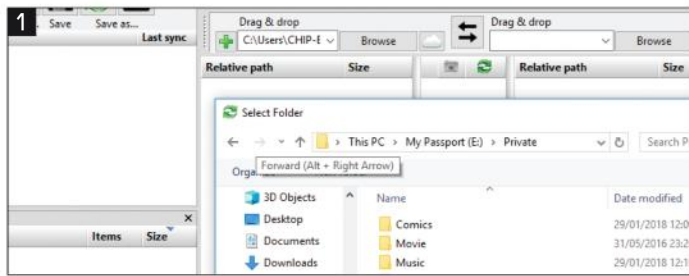 1
Save Save as...
Last sync
Drag & drop
C:\Users\CHIP-E Browse
Drag & drop
Browse
Relative path Size
Relative path Size
Select Folder
This PC > My Passport (E:) > Private
Search P
Forward (Alt + Right Arrow)
3D Objects
Desktop
Documents
Downloads
Name Date modified
Comics 29/01/2018 12:0
Movie 31/05/2016 23:2
Music 29/01/2018 12:1
Items Size